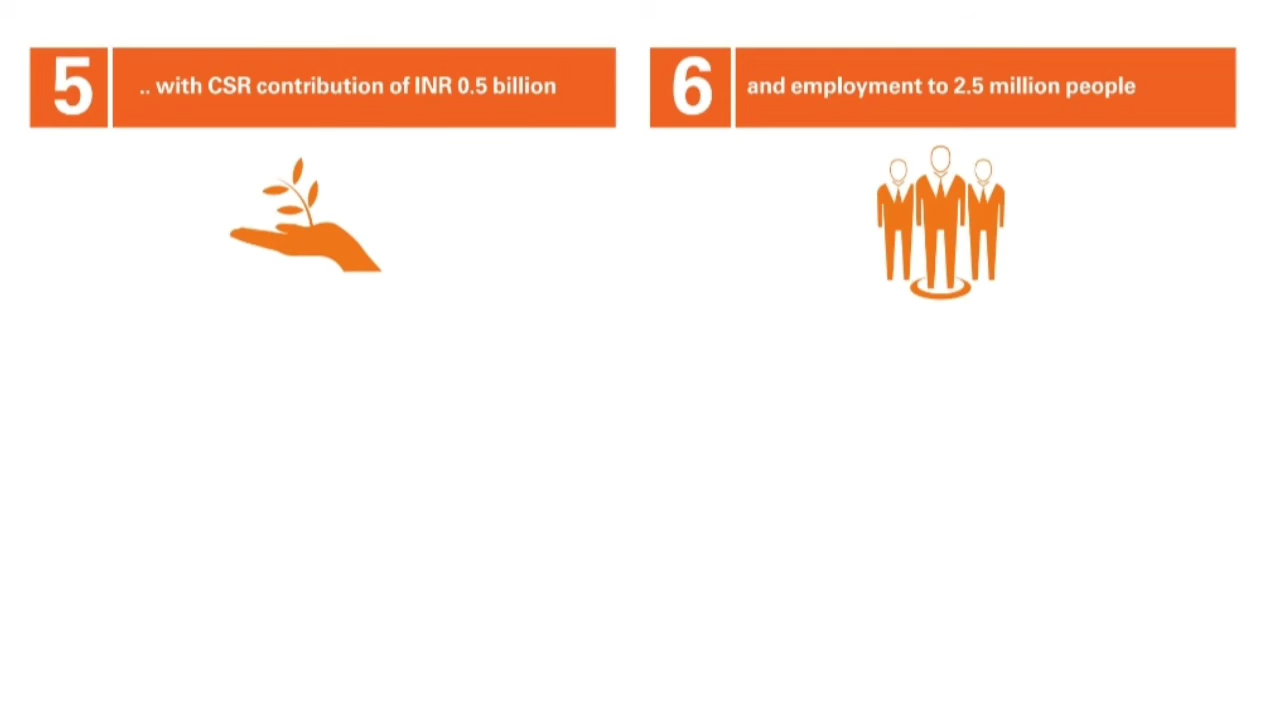 5
.. with CSR contribution of INR 0.5 billion
6
and employment to 2.5 million people